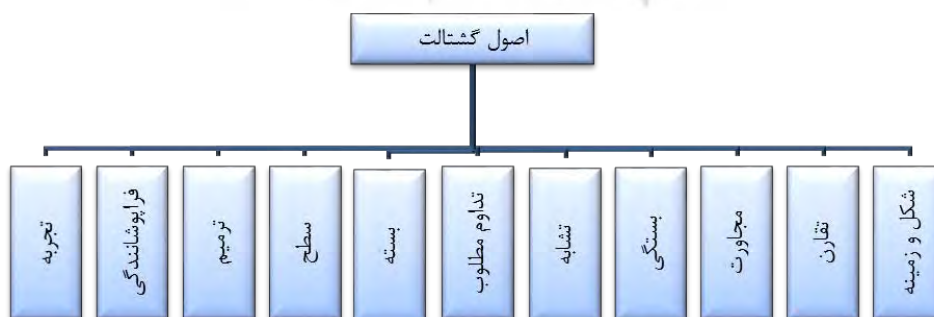 اصول گشتالت
شکل و زمینه
تقارن
مجاورت
بستگی
تشابه
تداوم مطلوب
بسته
سطح
ترمیم
فراپوشانندگی
تجربه